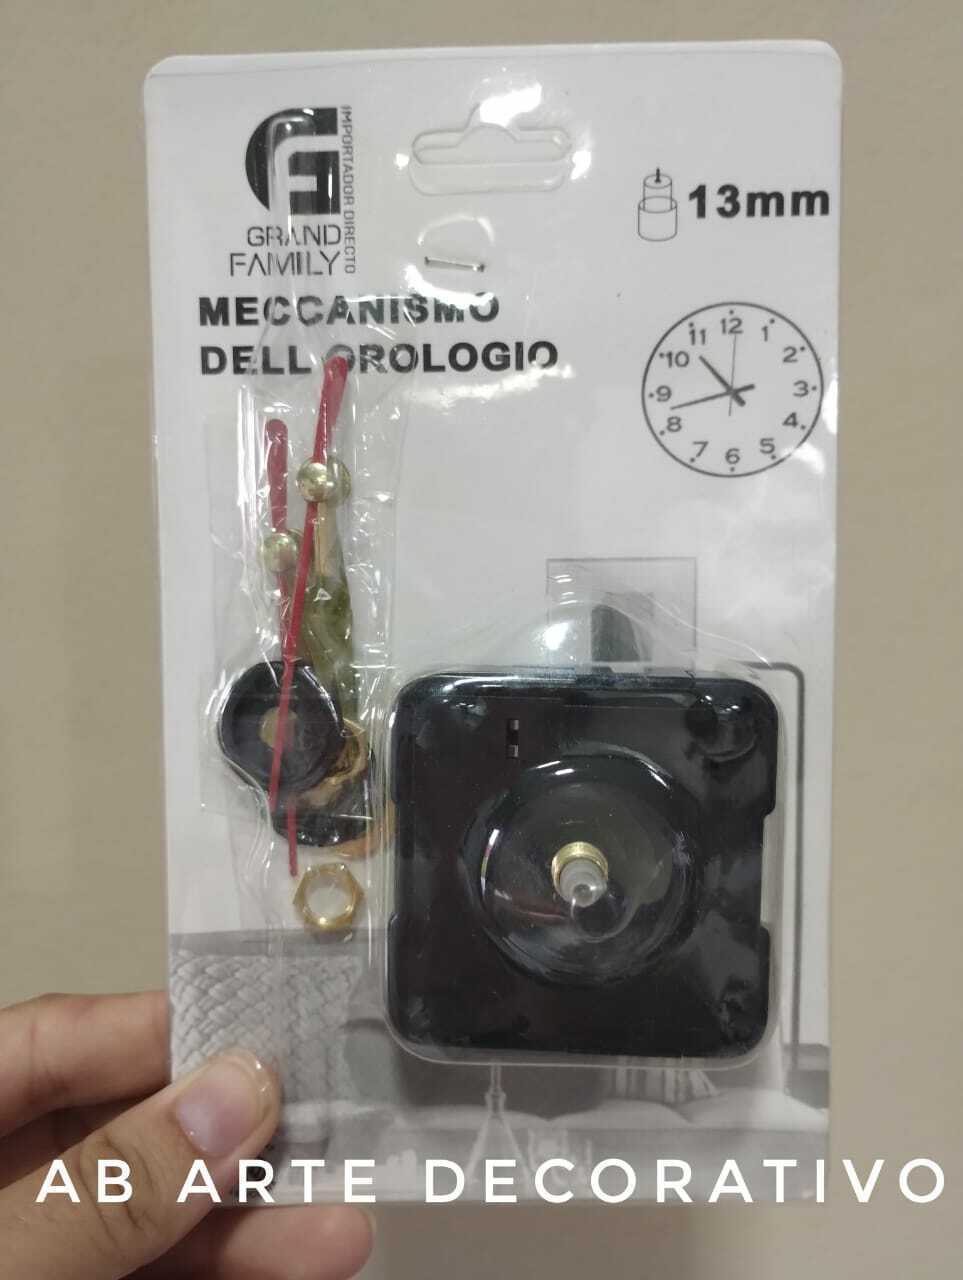 IMPORTADOR DIRECTO
GRAND
FAMILY
13mm
MECCANISMO
DELL OROLOGIO
12
1
2
3
4
5
6
7
8
9
10
11
AB ARTE DECORATIVO